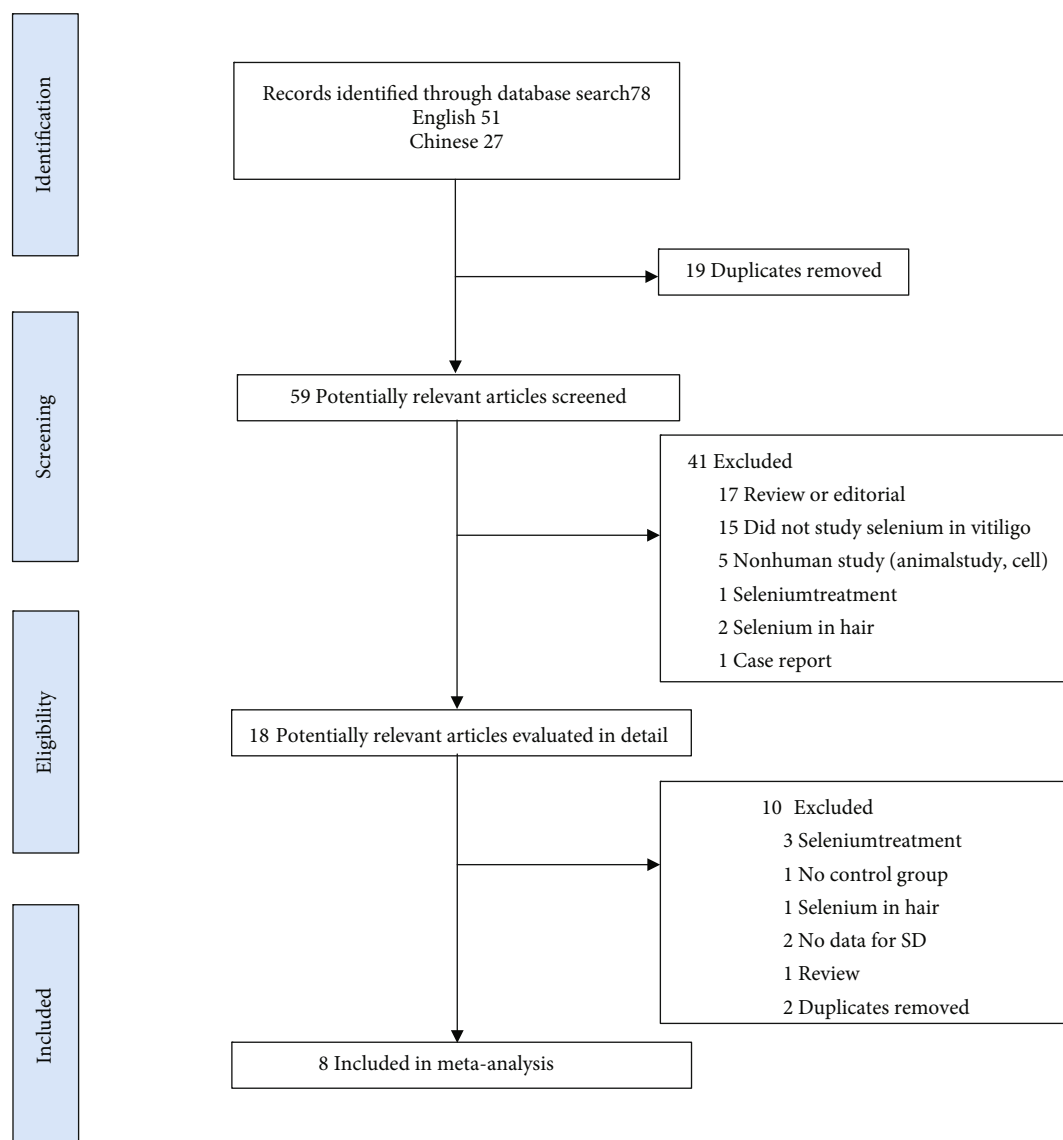 Identification
Records identified through database search78
English 51
Chinese 27
19 Duplicates removed
Screening
59 Potentially relevant articles screened
41 Excluded
17 Review or editorial
15 Did not study selenium in vitiligo
5 Nonhuman study (animalstudy, cell)
1 Seleniumtreatment
2 Selenium in hair
1 Case report
Eligibility
18 Potentially relevant articles evaluated in detail
10 Excluded
3 Seleniumtreatment
1 No control group
1 Selenium in hair
2 No data for SD
1 Review
2 Duplicates removed
Included
8 Included in meta-analysis